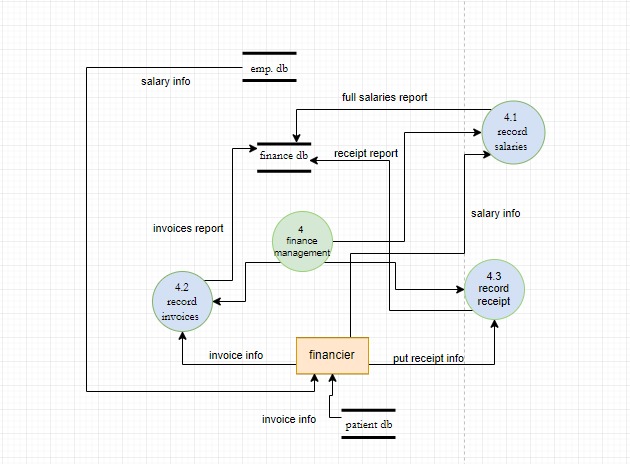 emp. db
salary info
full salaries report
4.1
record
salaries
finance db
receipt report
salary info
invoices report
4
finance
management
4.2
record
invoices
4.3
record
receipt
invoice info
financier
put receipt info
invoice info
patient db